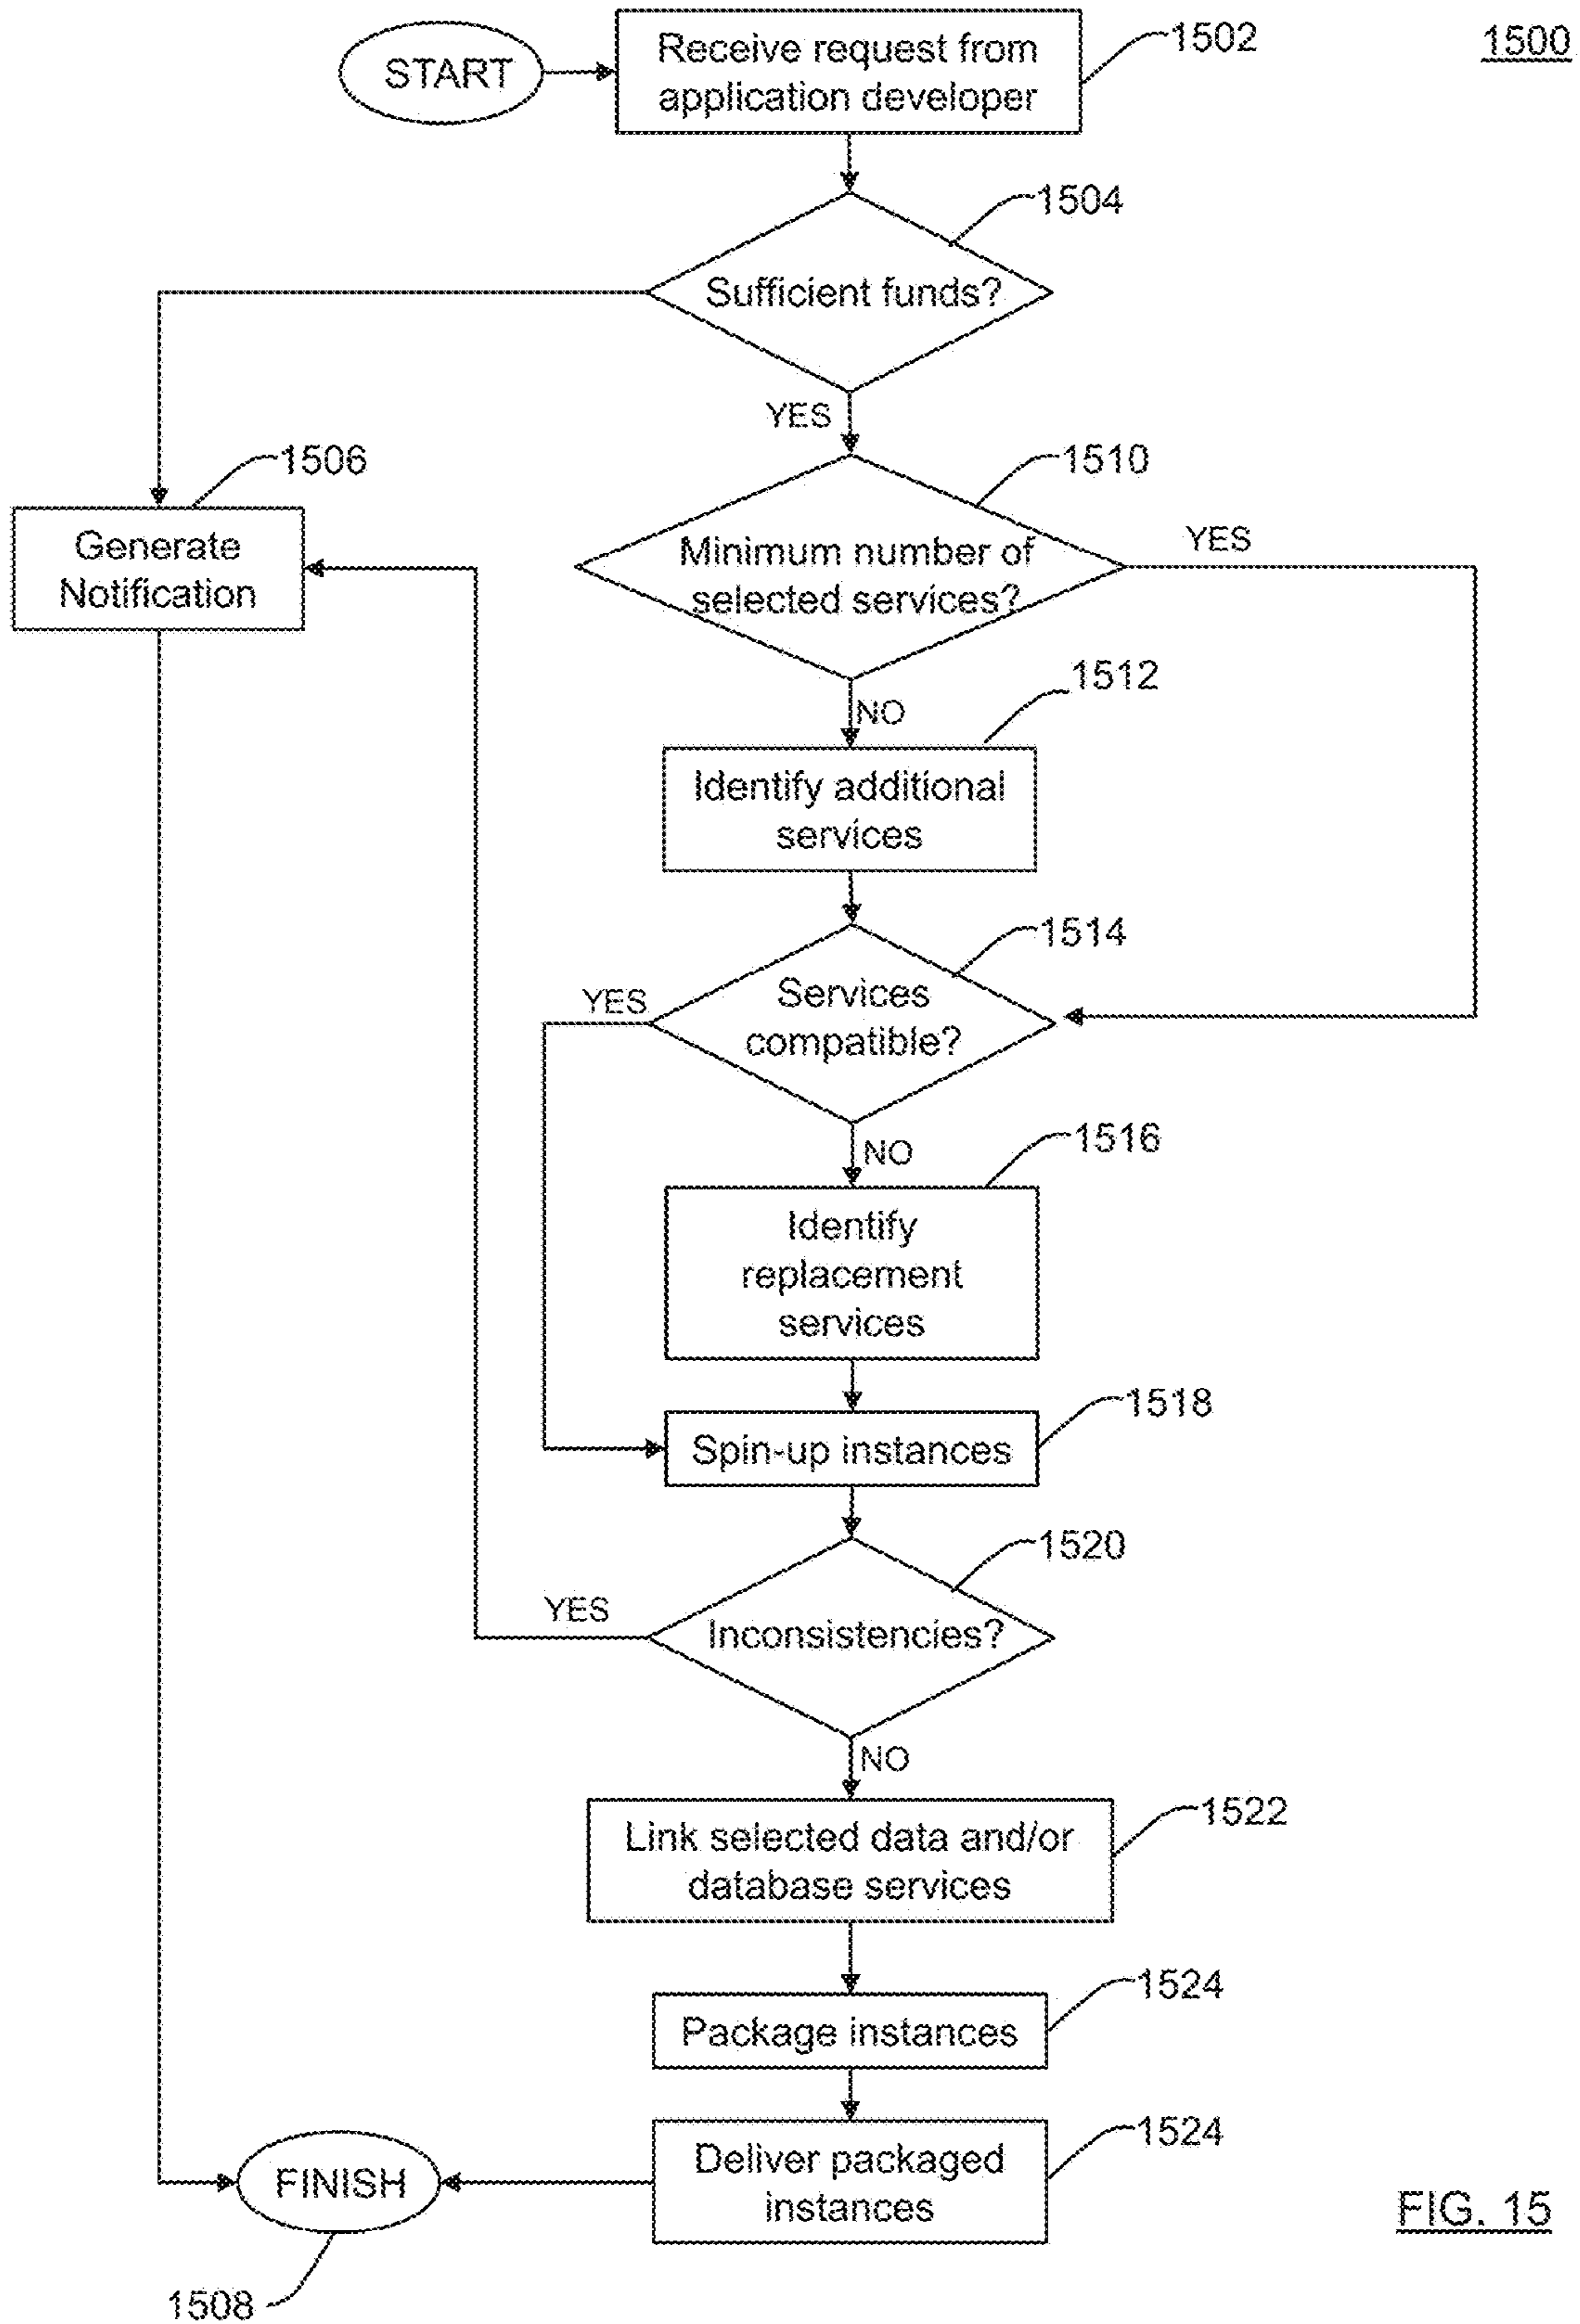 START
Receive request from
application developer
1502
1500
1504
Sufficient funds?
YES
1506
1510
Generate
Notification
Minimum number of
selected services?
YES
1512
NO
Identify additional
services
1514
YES
Services
compatible?
NO
1516
Identify
replacement
services
1518
Spin-up instances
1520
YES
Inconsistencies?
NO
1522
Link selected data and/or
database services
1524
Package instances
1524
Deliver packaged
instances
FINISH
FIG. 15
1508